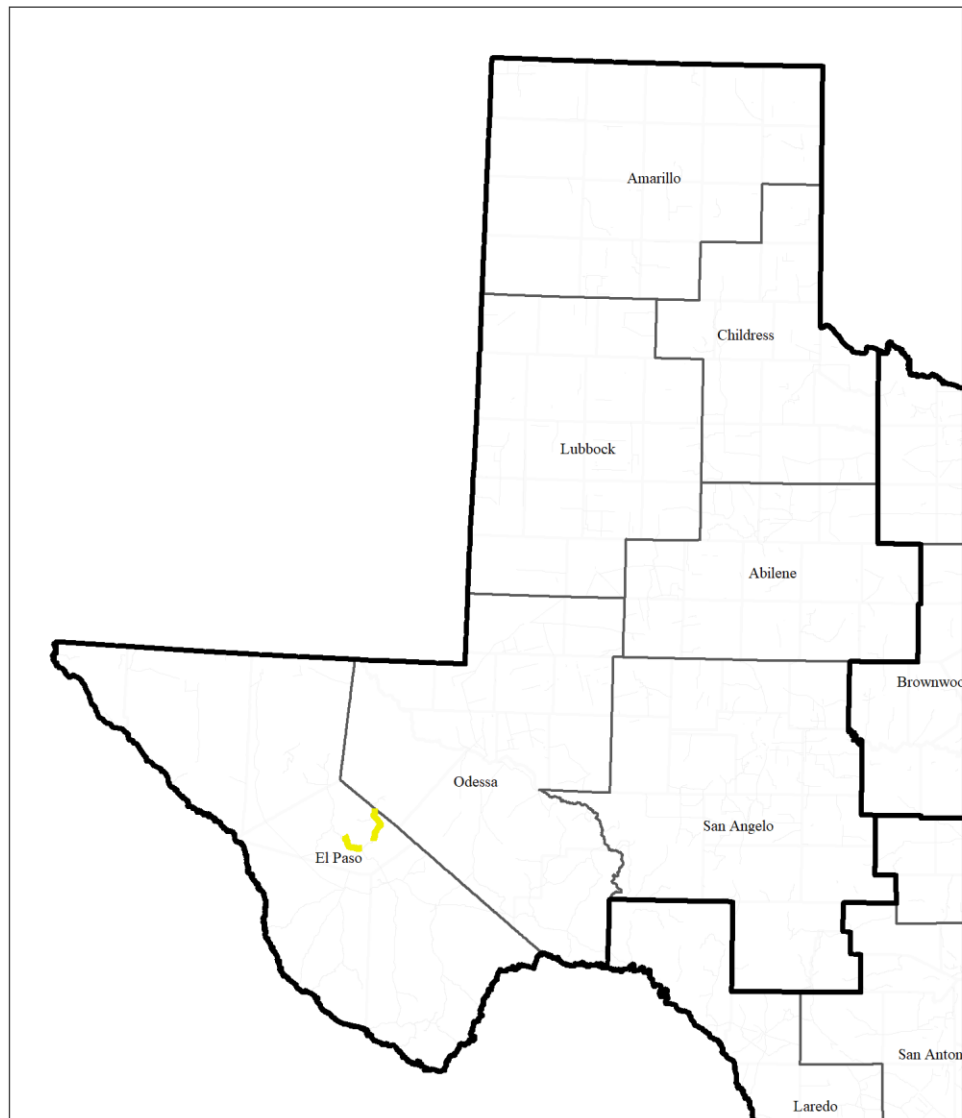 Amarillo
Childress
Lubbock
Abilene
Brownwoo
Odessa
San Angelo
El Paso
San Anton
Laredo